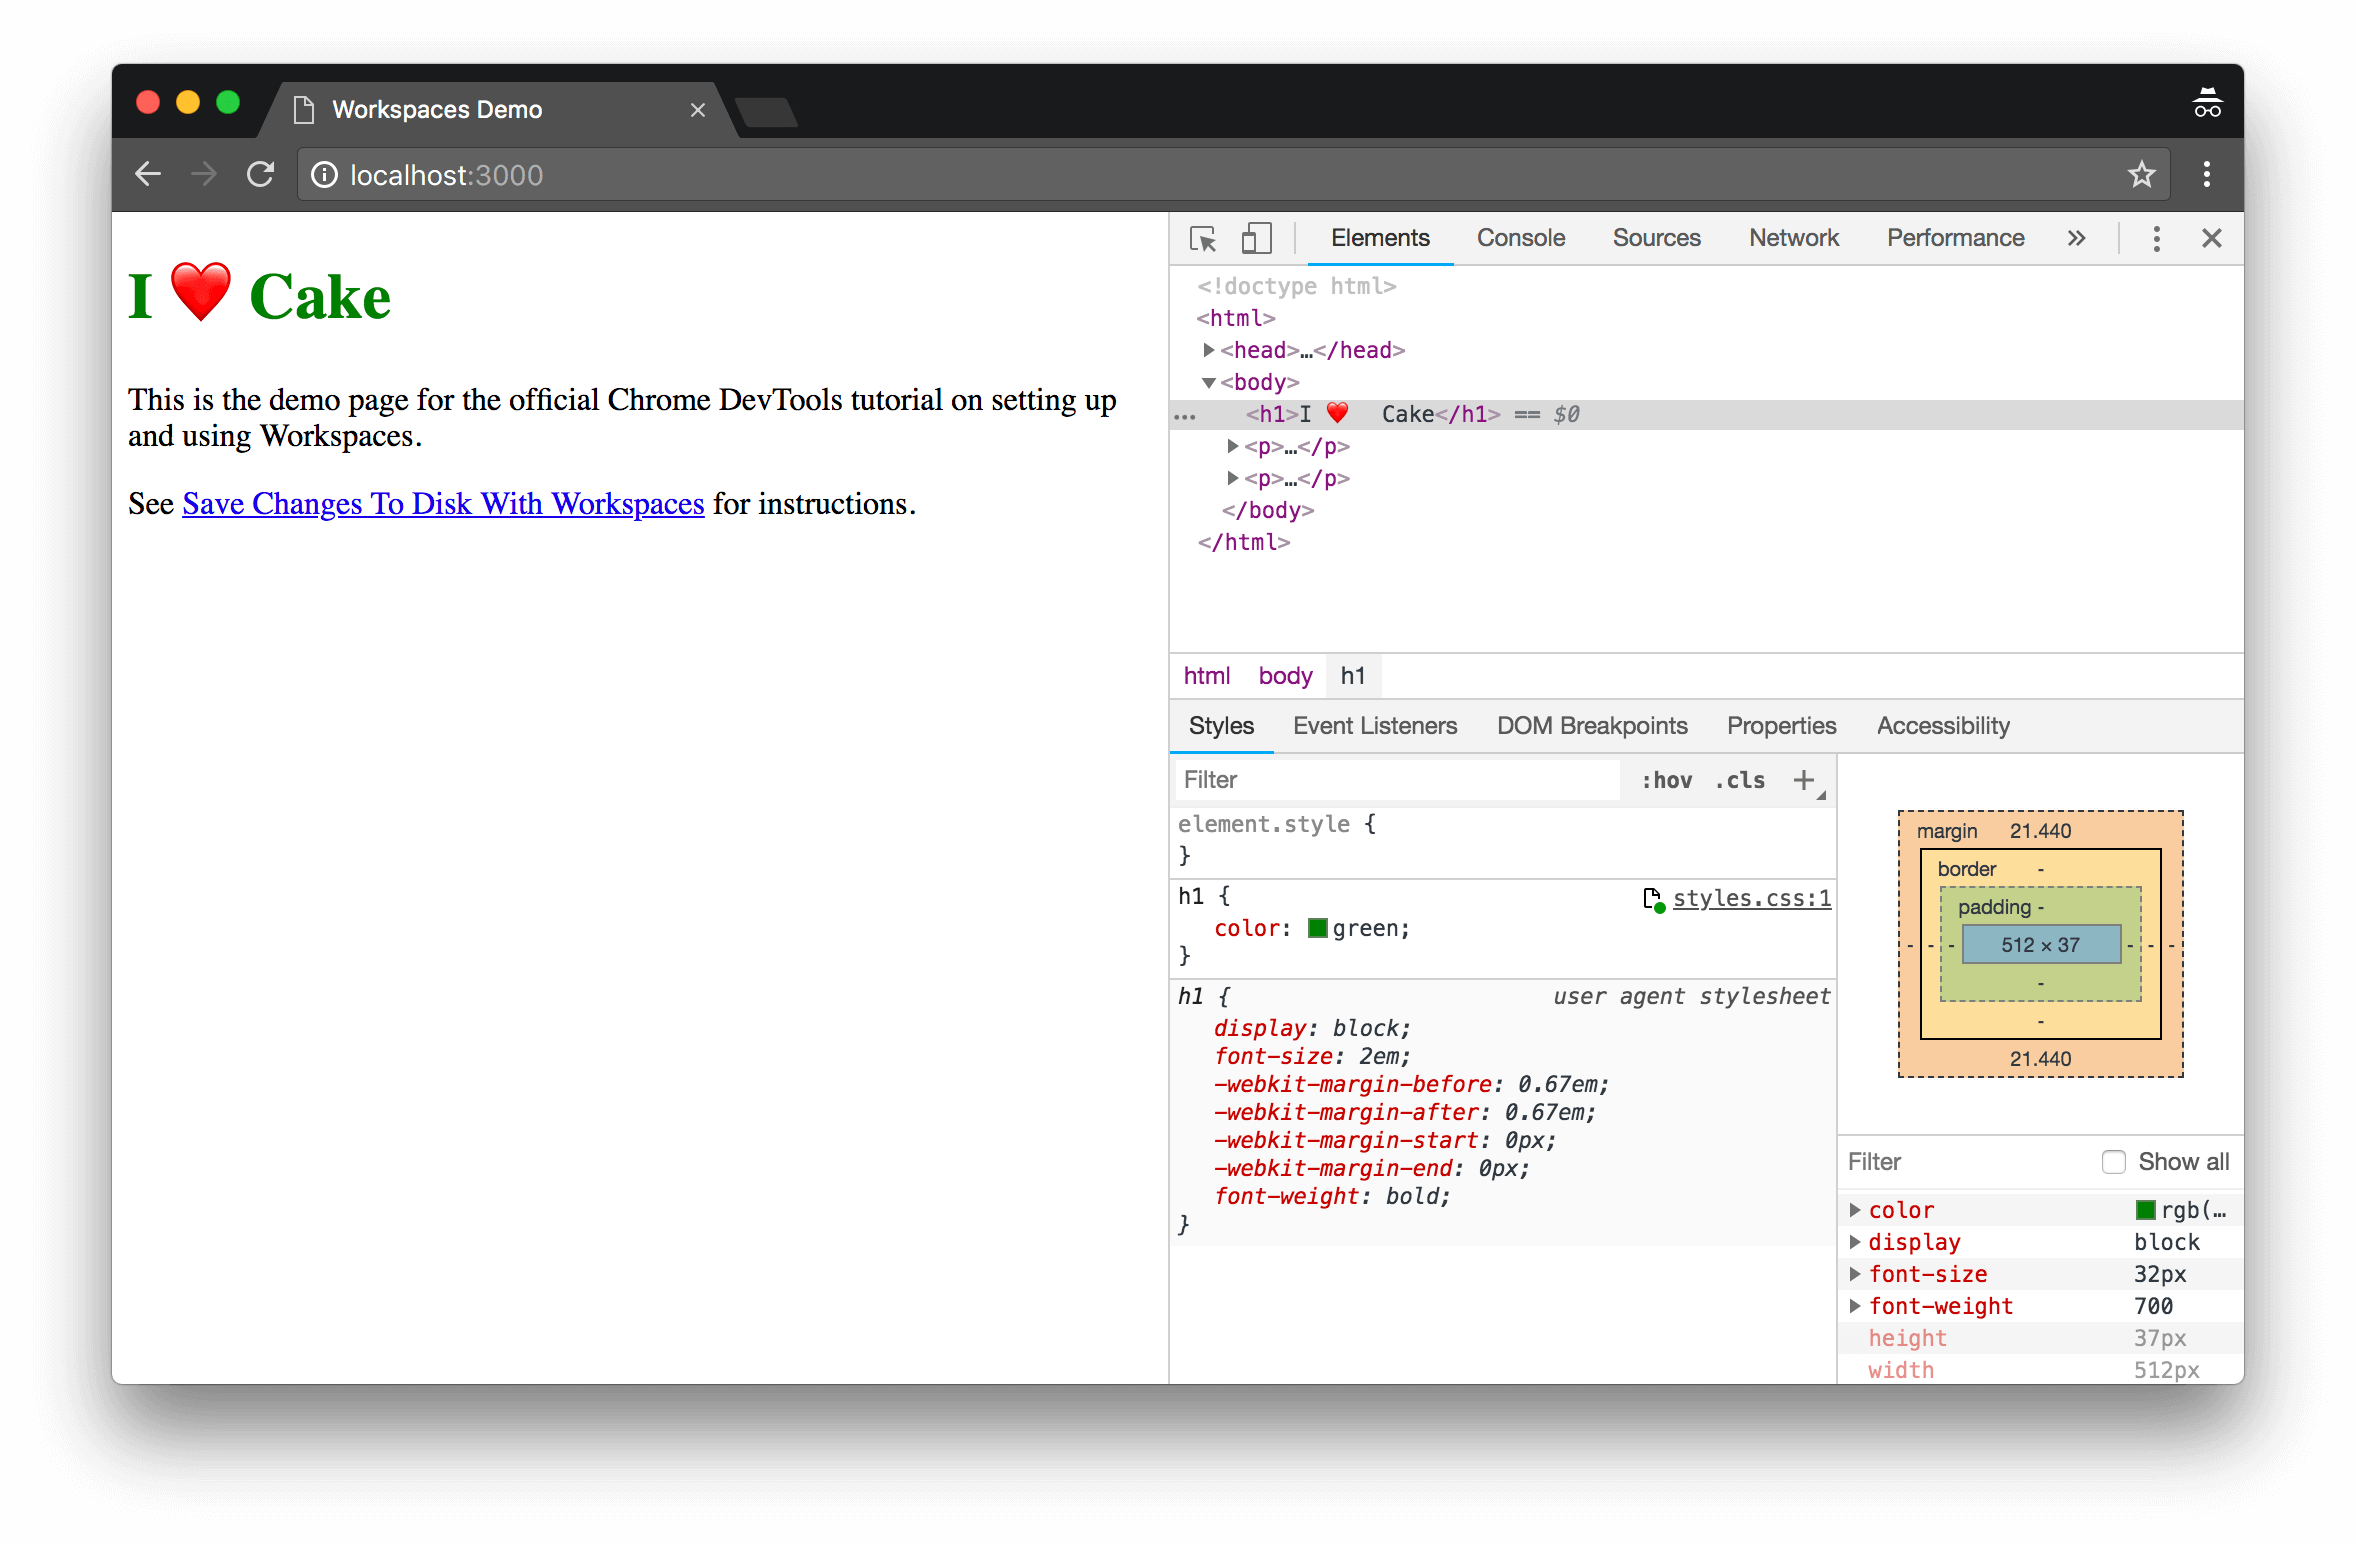 Workspaces Demo
localhost:3000
I ❤️ Cake
This is the demo page for the official Chrome DevTools tutorial on setting up
and using Workspaces.
See Save Changes To Disk With Workspaces for instructions.
Elements Console Sources Network Performance »
<!doctype html>
<html>
<head>…</head>
<body>
… <h1>I ❤️ Cake</h1> == $0
<p>…</p>
<p>…</p>
</body>
</html>
html body h1
Styles Event Listeners DOM Breakpoints Properties Accessibility
Filter :hov .cls +
element.style {
}
h1 { styles.css:1
color: green;
}
h1 { user agent stylesheet
display: block;
font-size: 2em;
-webkit-margin-before: 0.67em;
-webkit-margin-after: 0.67em;
-webkit-margin-start: 0px;
-webkit-margin-end: 0px;
font-weight: bold;
}
margin 21.440
border -
padding -
- - - 512 × 37 - - -
-
-
21.440
Filter Show all
color rgb(…
display block
font-size 32px
font-weight 700
height 37px
width 512px